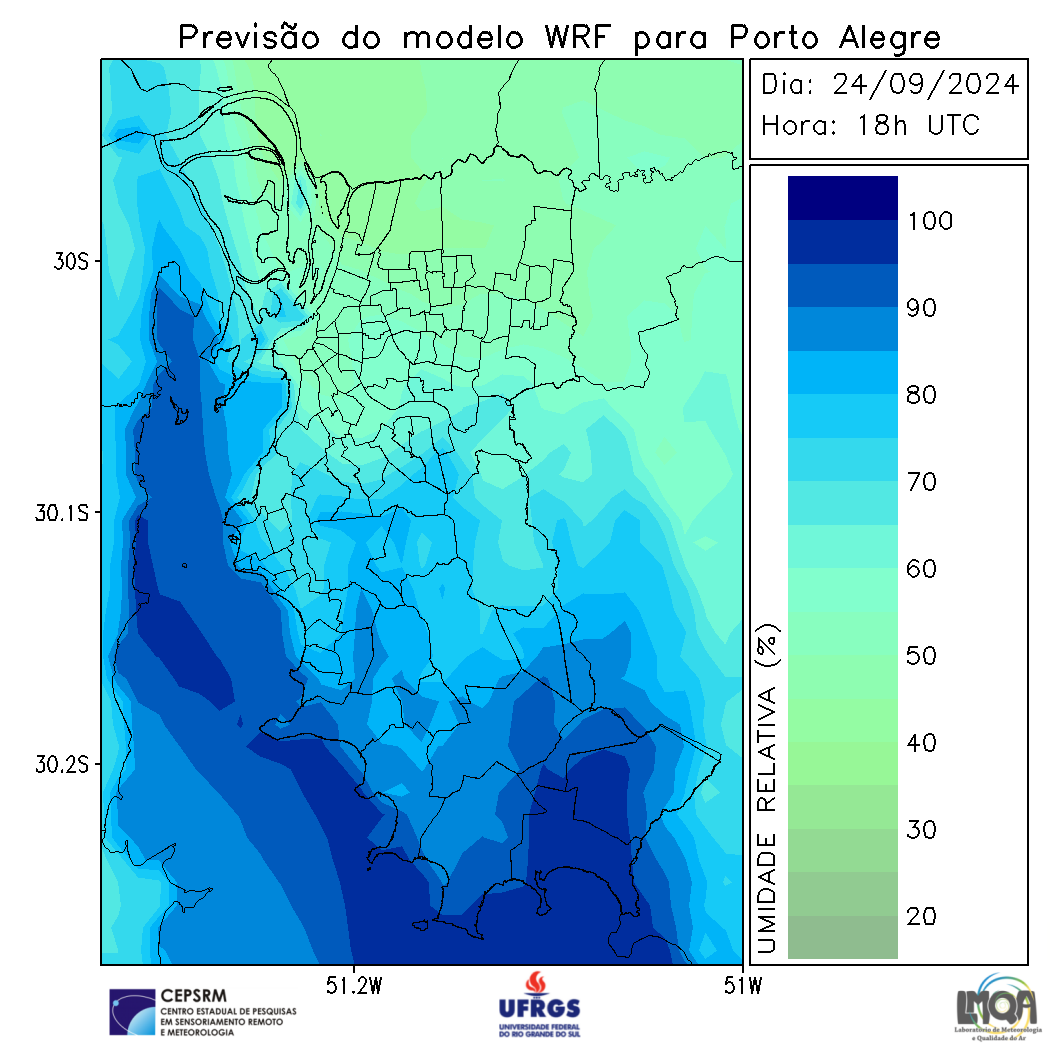 Previsão do modelo WRF para Porto Alegre
Dia: 24/09/2024
Hora: 18h UTC
30S
30.1S
30.2S
51.2W
51W
UMIDADE RELATIVA (%)
100
90
80
70
60
50
40
30
20
CEPSRM
CENTRO ESTADUAL DE PESQUISAS
EM SENSORIAMENTO REMOTO
E METEOROLOGIA
UFRGS
UNIVERSIDADE FEDERAL
DO RIO GRANDE DO SUL
LMQA
Laboratório de Meteorologia
e Qualidade do Ar